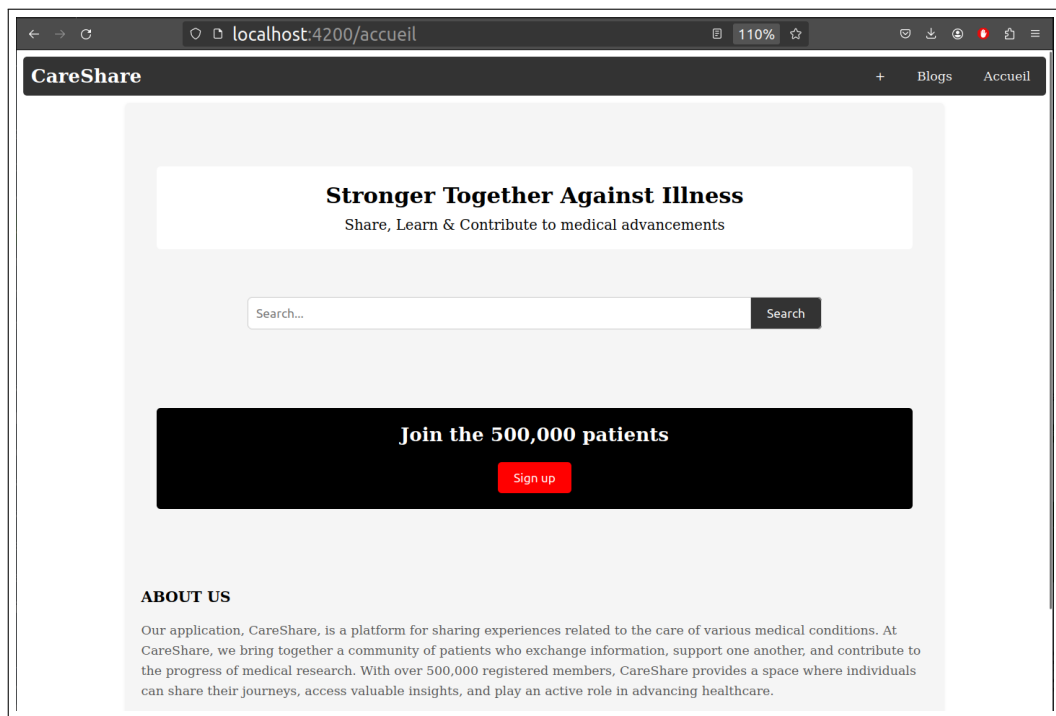 localhost:4200/accueil 110%
CareShare + Blogs Accueil
Stronger Together Against Illness
Share, Learn & Contribute to medical advancements
Search... Search
Join the 500,000 patients
Sign up
ABOUT US
Our application, CareShare, is a platform for sharing experiences related to the care of various medical conditions. At
CareShare, we bring together a community of patients who exchange information, support one another, and contribute to
the progress of medical research. With over 500,000 registered members, CareShare provides a space where individuals
can share their journeys, access valuable insights, and play an active role in advancing healthcare.